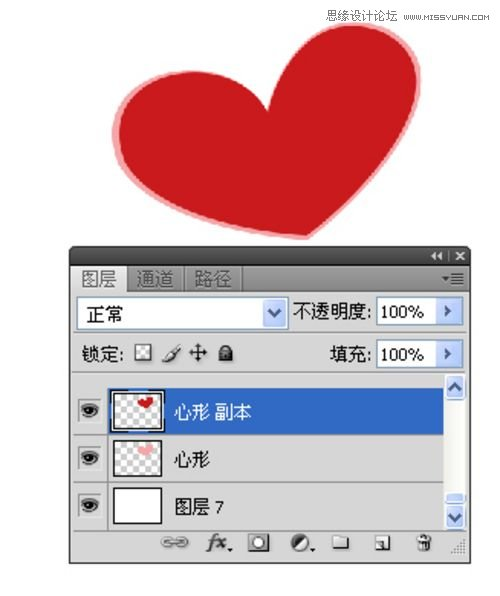 思缘设计论坛 WWW.MISSYUAN.COM
图层 通道 路径
正常 不透明度: 100%
锁定: 填充: 100%
心形 副本
心形
图层 7
fx.